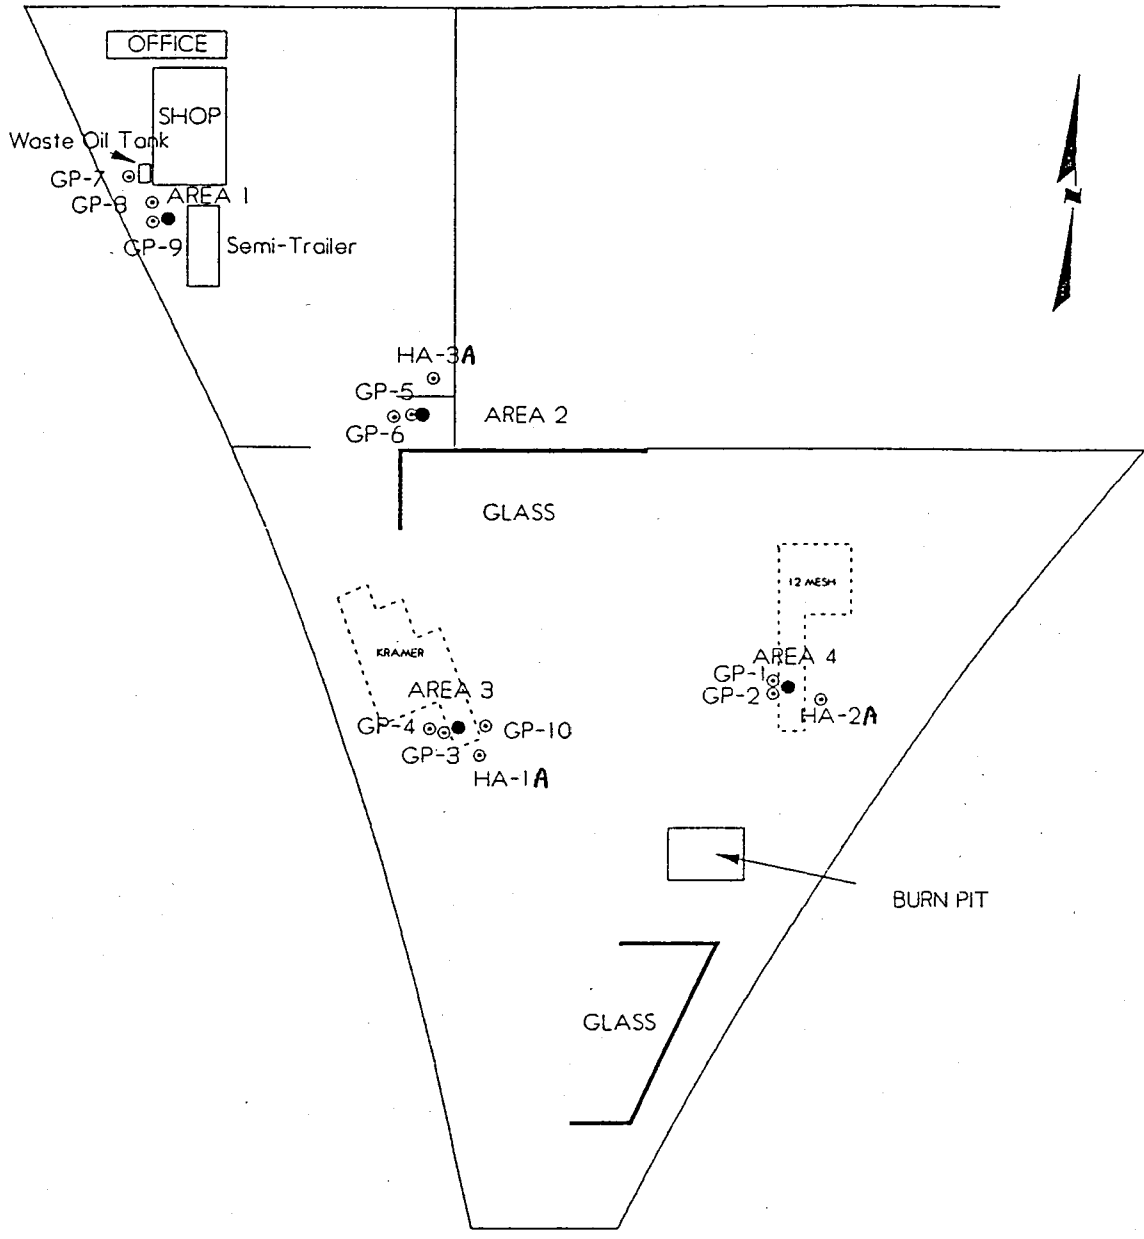 OFFICE
SHOP
Waste Oil Tank
GP-7
AREA 1
GP-8
GP-9
Semi-Trailer
N
HA-3A
GP-5
AREA 2
GP-6
GLASS
12 MESH
KRAMER
AREA 4
GP-1
AREA 3
GP-2
HA-2A
GP-4
GP-10
GP-3
HA-1A
BURN PIT
GLASS